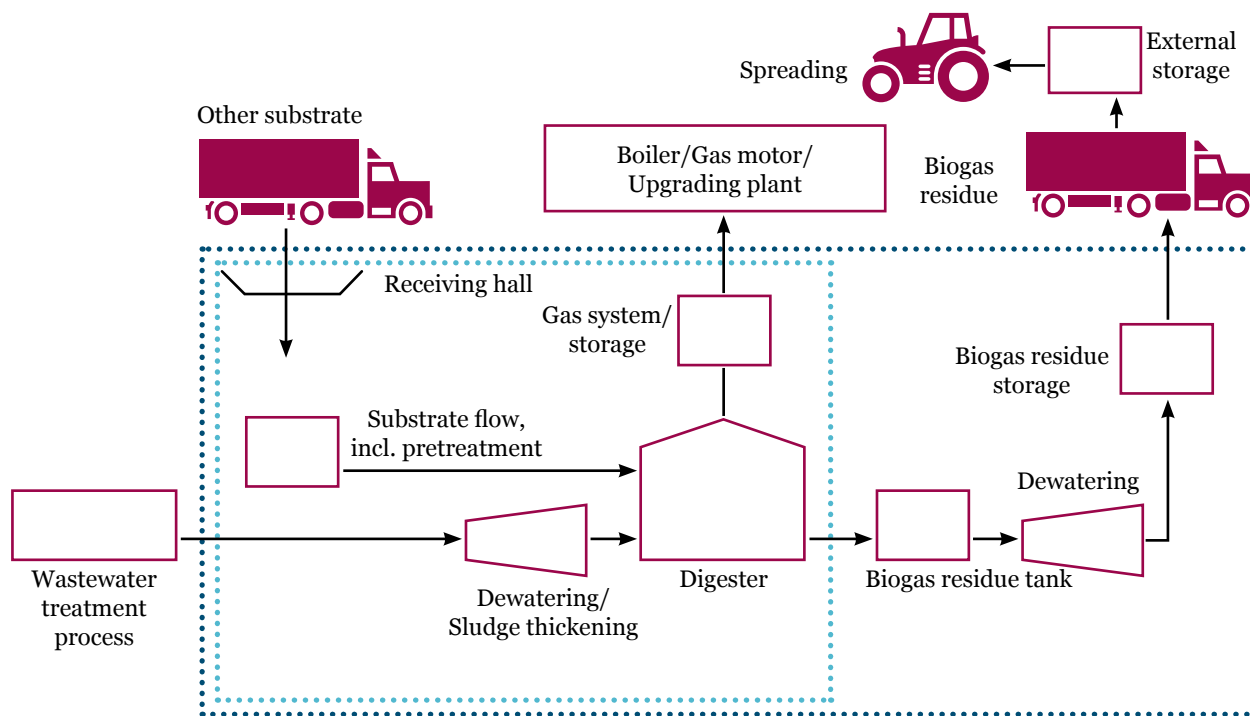 External
storage
Spreading
Other substrate
Boiler/Gas motor/
Upgrading plant
Biogas
residue
Receiving hall
Gas system/
storage
Biogas residue
storage
Substrate flow,
incl. pretreatment
Dewatering
Wastewater
treatment
process
Dewatering/
Sludge thickening
Digester
Biogas residue tank